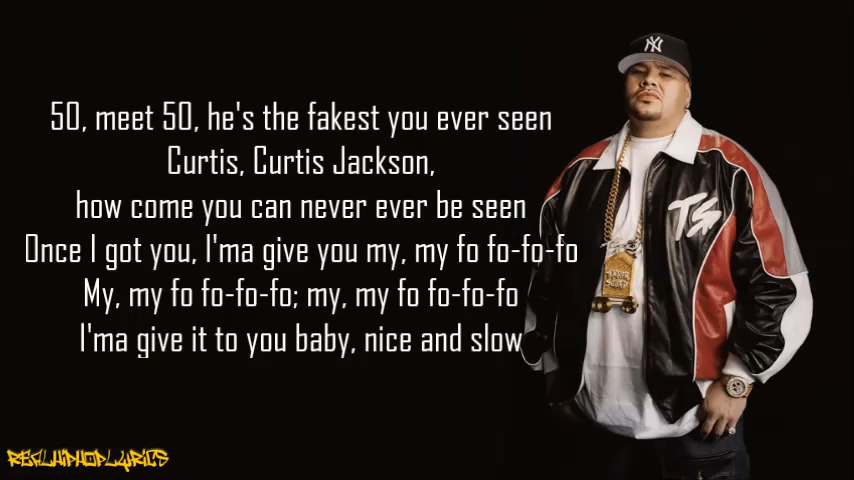 50, meet 50, he's the fakest you ever seen
Curtis, Curtis Jackson,
how come you can never ever be seen
Once I got you, I'ma give you my, my fo fo-fo-fo
My, my fo fo-fo-fo; my, my fo fo-fo-fo
I'ma give it to you baby, nice and slow
NY
TS
REALHIPHOPLYRICS